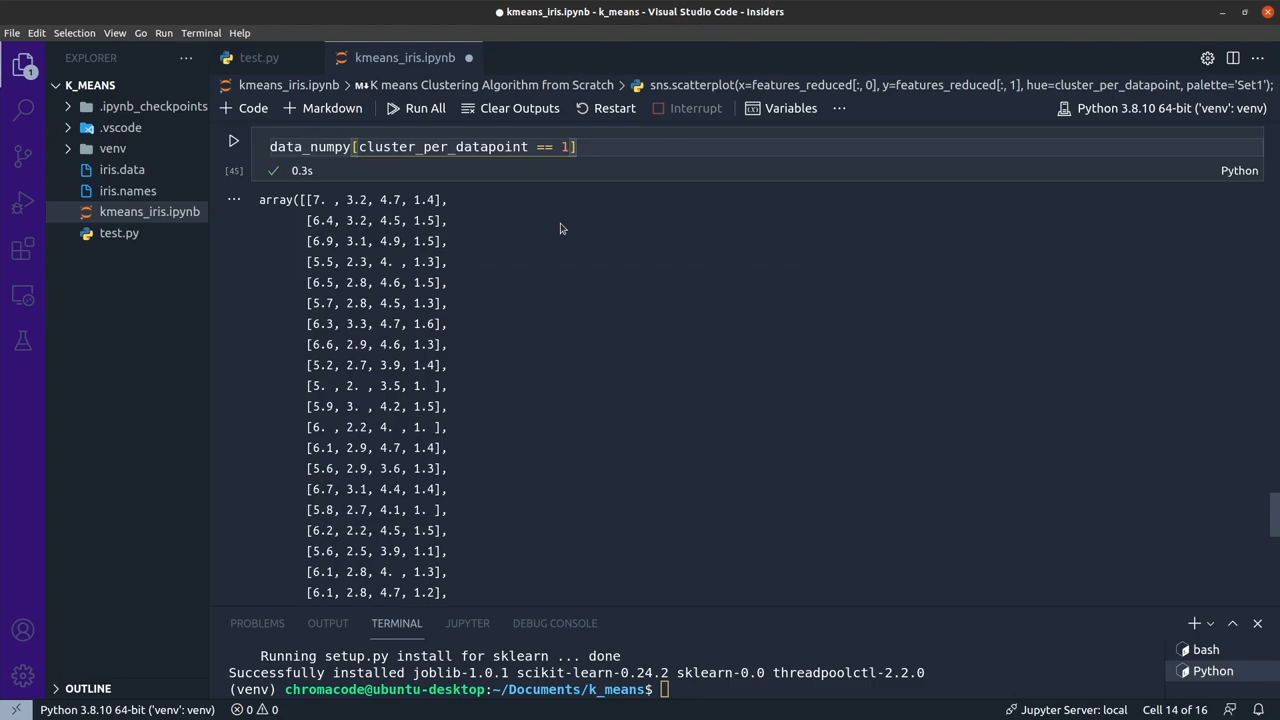 ● kmeans_iris.ipynb - k_means - Visual Studio Code - Insiders
File Edit Selection View Go Run Terminal Help
EXPLORER ··· test.py kmeans_iris.ipynb ●
K_MEANS
kmeans_iris.ipynb > M↓K means Clustering Algorithm from Scratch > sns.scatterplot(x=features_reduced[:, 0], y=features_reduced[:, 1], hue=cluster_per_datapoint, palette='Set1');
+ Code + Markdown Run All Clear Outputs Restart Interrupt Variables ··· Python 3.8.10 64-bit ('venv': venv)
.ipynb_checkpoints
.vscode
venv
iris.data
iris.names
kmeans_iris.ipynb
test.py
1
data_numpy[cluster_per_datapoint == 1]
[45] ✓ 0.3s Python
array([[7. , 3.2, 4.7, 1.4],
[6.4, 3.2, 4.5, 1.5],
[6.9, 3.1, 4.9, 1.5],
[5.5, 2.3, 4. , 1.3],
[6.5, 2.8, 4.6, 1.5],
[5.7, 2.8, 4.5, 1.3],
[6.3, 3.3, 4.7, 1.6],
[6.6, 2.9, 4.6, 1.3],
[5.2, 2.7, 3.9, 1.4],
[5. , 2. , 3.5, 1. ],
[5.9, 3. , 4.2, 1.5],
[6. , 2.2, 4. , 1. ],
[6.1, 2.9, 4.7, 1.4],
[5.6, 2.9, 3.6, 1.3],
[6.7, 3.1, 4.4, 1.4],
[5.8, 2.7, 4.1, 1. ],
[6.2, 2.2, 4.5, 1.5],
[5.6, 2.5, 3.9, 1.1],
[6.1, 2.8, 4. , 1.3],
[6.1, 2.8, 4.7, 1.2],
PROBLEMS OUTPUT TERMINAL JUPYTER DEBUG CONSOLE
Running setup.py install for sklearn ... done
Successfully installed joblib-1.0.1 scikit-learn-0.24.2 sklearn-0.0 threadpoolctl-2.2.0
(venv) chromacode@ubuntu-desktop:~/Documents/k_means$
bash
Python
OUTLINE
Python 3.8.10 64-bit ('venv': venv) 0 0 Jupyter Server: local Cell 14 of 16